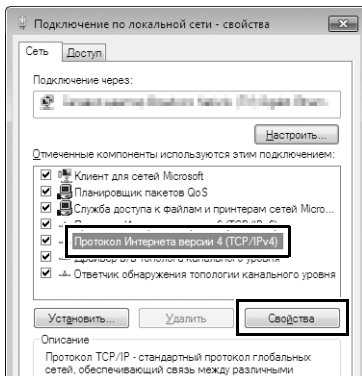 Подключение по локальной сети - свойства
Сеть Доступ
Подключение через:
Настроить...
Отмеченные компоненты используются этим подключением:
Клиент для сетей Microsoft
Планировщик пакетов QoS
Служба доступа к файлам и принтерам сетей Micro...
Протокол Интернета версии 4 (TCP/IPv4)
Ответчик обнаружения топологии канального уровня
Установить... Удалить Свойства
Описание
Протокол TCP/IP - стандартный протокол глобальных
сетей, обеспечивающий связь между различными